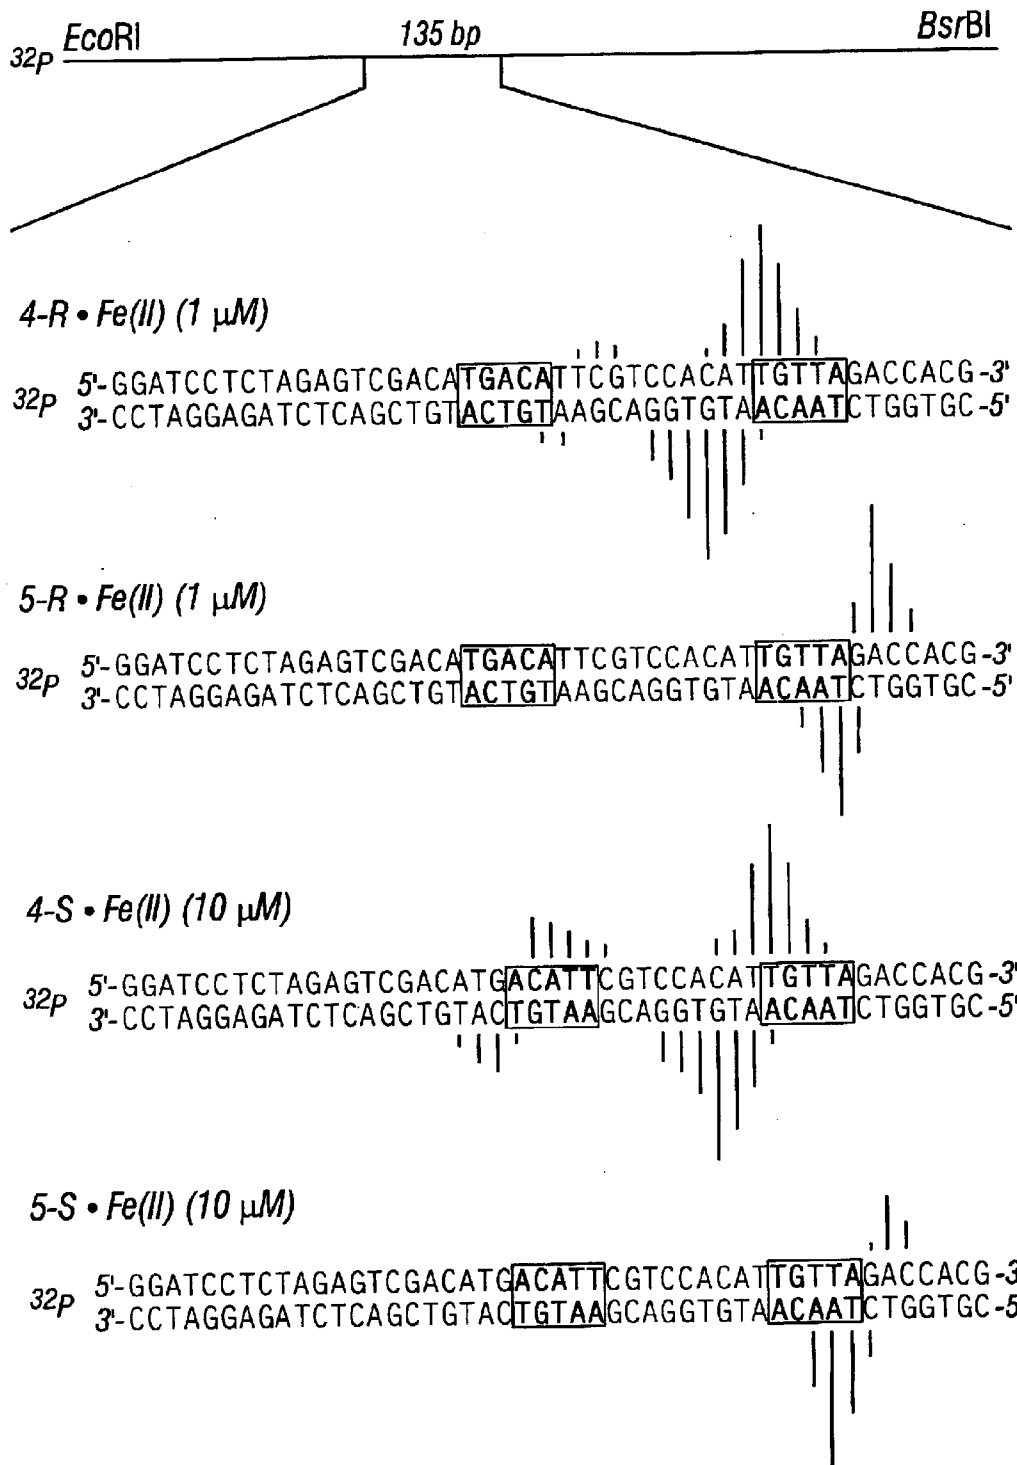 32P EcoRI 135 bp BsrBI
4-R • Fe(II) (1 μM)
5'-GGATCCTCTAGAGTCGACATGACATTCGTCCACATTGTTAGACCACG-3'
32P
3'-CCTAGGAGATCTCAGCTGTACTGTAAGCAGGTGTAACAATCTGGTGC-5'
5-R • Fe(II) (1 μM)
5'-GGATCCTCTAGAGTCGACATGACATTCGTCCACATTGTTAGACCACG-3'
32P
3'-CCTAGGAGATCTCAGCTGTACTGTAAGCAGGTGTAACAATCTGGTGC-5'
4-S • Fe(II) (10 μM)
5'-GGATCCTCTAGAGTCGACATGACATTCGTCCACATTGTTAGACCACG-3'
32P
3'-CCTAGGAGATCTCAGCTGTACTGTAAGCAGGTGTAACAATCTGGTGC-5'
5-S • Fe(II) (10 μM)
5'-GGATCCTCTAGAGTCGACATGACATTCGTCCACATTGTTAGACCACG-3
32P
3'-CCTAGGAGATCTCAGCTGTACTGTAAGCAGGTGTAACAATCTGGTGC-5